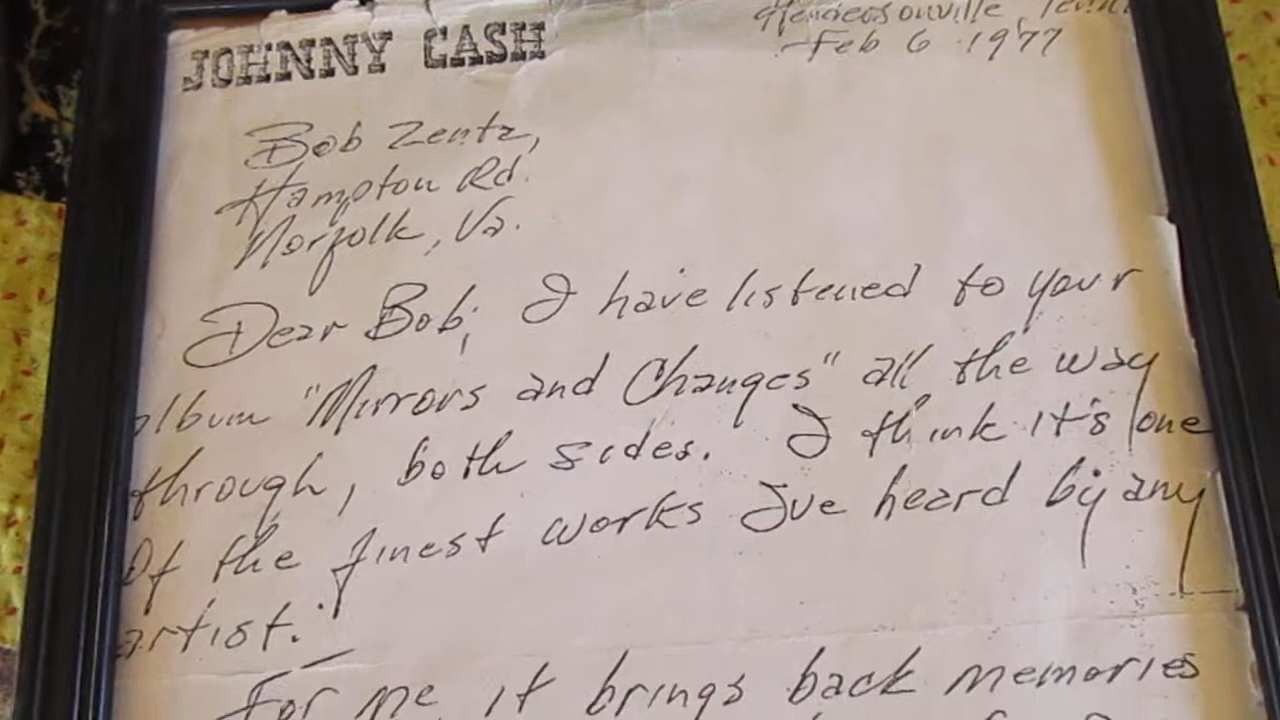 JOHNNY CASH
Hendersonville, Tenn.
Feb 6 1977
Bob Zentz,
Hampton Rd.
Norfolk, Va.
Dear Bob; I have listened to your
album "Mirrors and Changes" all the way
through, both sides. I think it's one
of the finest works I've heard by any
artist.
For me, it brings back memories